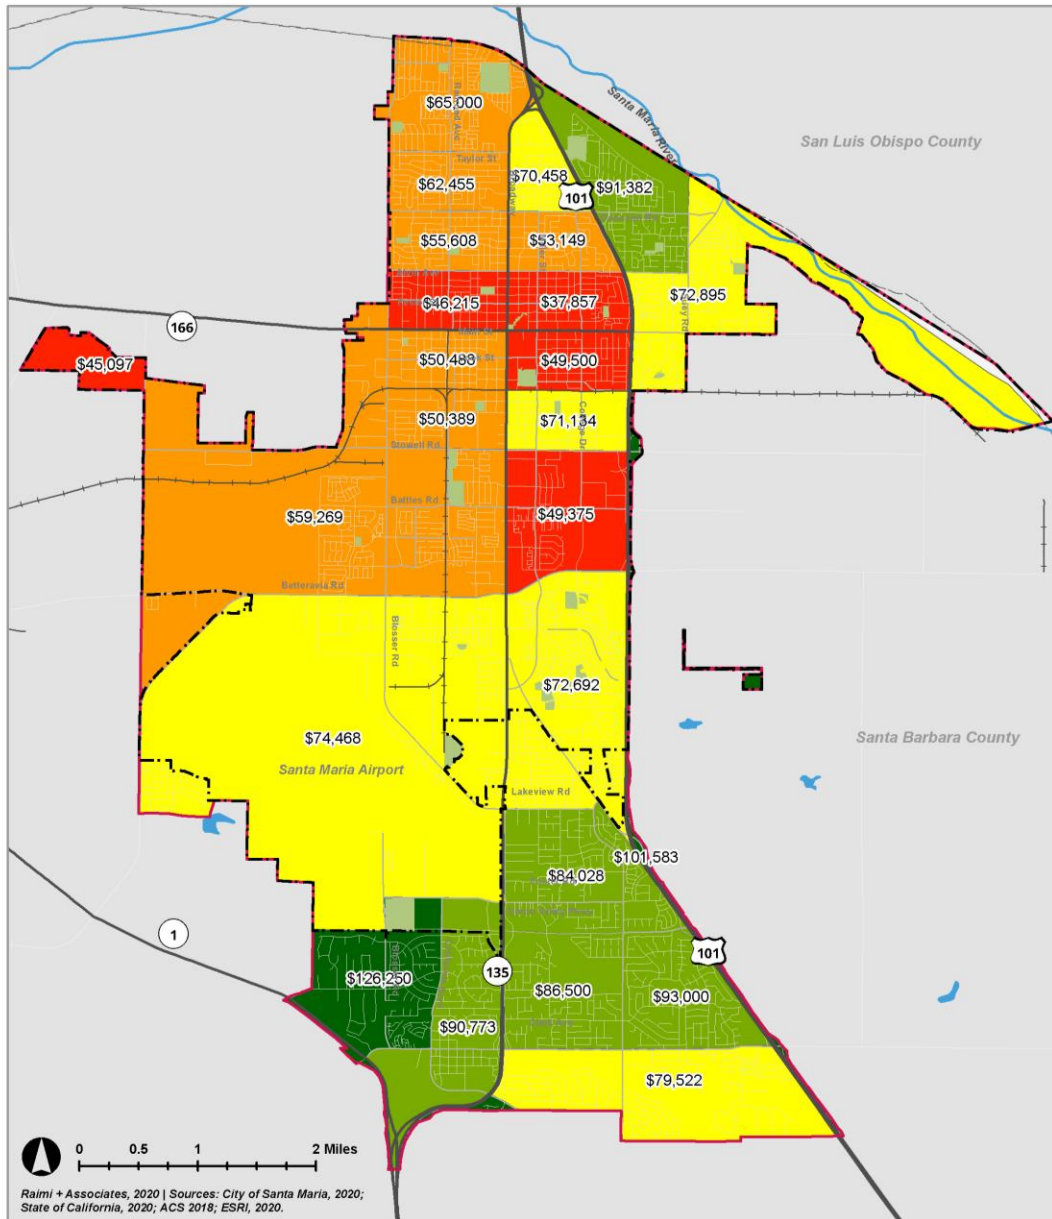 $65,000
Santa Maria River
San Luis Obispo County
Taylor St
$62,455
$70,458
101
$91,382
$55,608
$53,149
$46,215
$37,857
$72,895
166
$45,097
$50,483
$49,500
$50,389
$71,134
College Dr
Stowell Rd
Battles Rd
$59,269
$49,375
Betteravia Rd
Blosser Rd
$72,692
$74,468
Santa Maria Airport
Santa Barbara County
Lakeview Rd
$101,583
$84,028
1
101
135
$126,250
$86,500
$93,000
$90,773
$79,522
0 0.5 1 2 Miles
Raimi + Associates, 2020 | Sources: City of Santa Maria, 2020;
State of California, 2020; ACS 2018; ESRI, 2020.